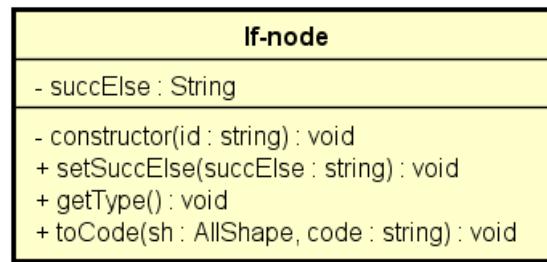 If-node
- succElse : String
- constructor(id : string) : void
+ setSuccElse(succElse : string) : void
+ getType() : void
+ toCode(sh : AllShape, code : string) : void